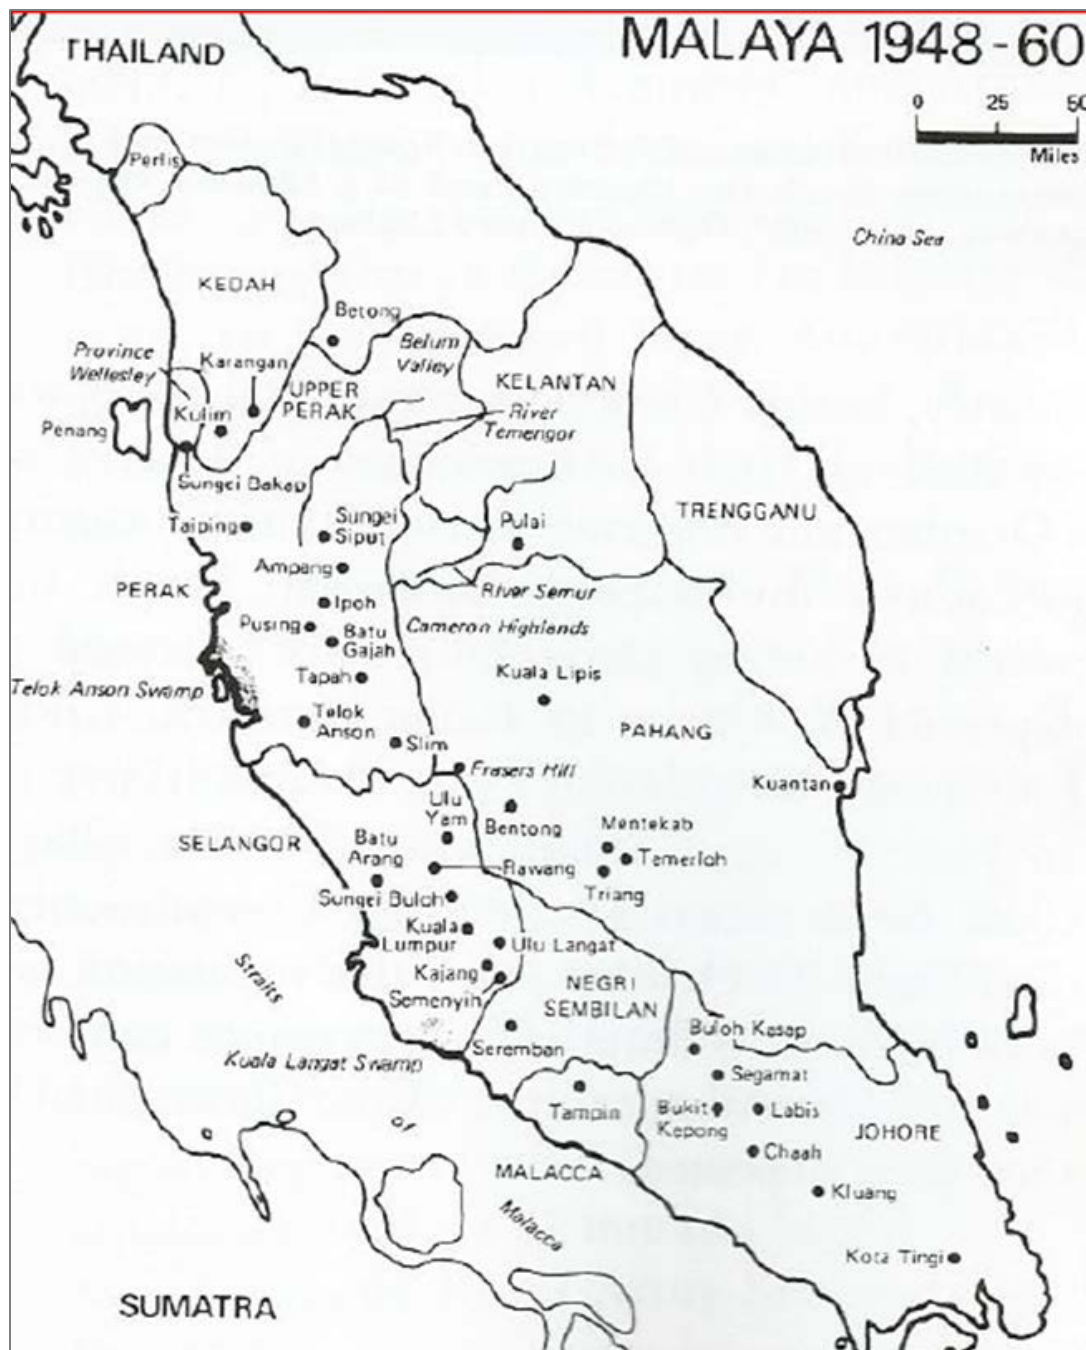 THAILAND
MALAYA 1948-60
0 25 50
Miles
Perlis
China Sea
KEDAH
Betong
Belum
Valley
Province
Wellesley
Karangan
UPPER
PERAK
KELANTAN
River
Temengor
Kulim
Penang
Sungei Bakap
Taiping
Sungei
Siput
Pulai
TRENGGANU
Ampang
PERAK
Ipoh
River Semur
Pusing
Batu
Gajah
Cameron Highlands
Tapah
Kuala Lipis
Telok Anson Swamp
Telok
Anson
Slim
PAHANG
Frasers Hill
Kuantan
Ulu
Yam
Bentong
Mentekab
SELANGOR
Batu
Arang
Rawang
Temerloh
Triang
Sungei Buloh
Kuala
Lumpur
Ulu Langat
Kajang
Semenyih
NEGRI
SEMBILAN
Straits
Seremban
Buloh Kasap
Kuala Langat Swamp
Segamat
Tampin
Bukit
Kepong
Labis
of
JOHORE
Chaah
MALACCA
Kluang
Malacca
Kota Tingi
SUMATRA